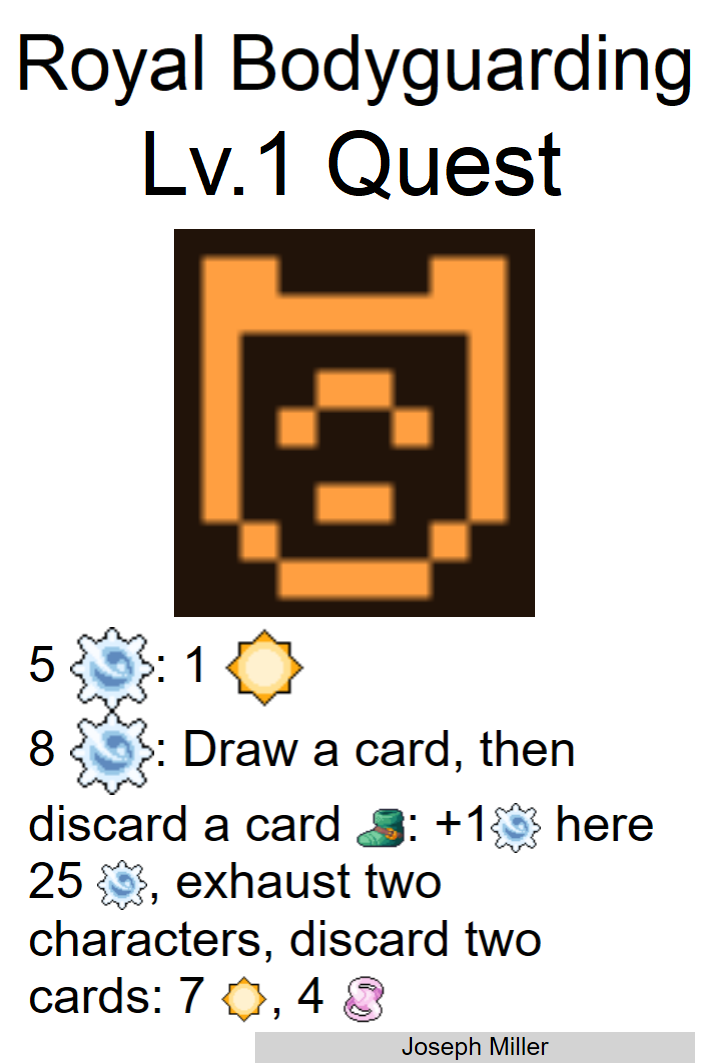 Royal Bodyguarding
Lv.1 Quest
5 : 1
8 : Draw a card, then
discard a card : +1 here
25 , exhaust two
characters, discard two
cards: 7 , 4
Joseph Miller